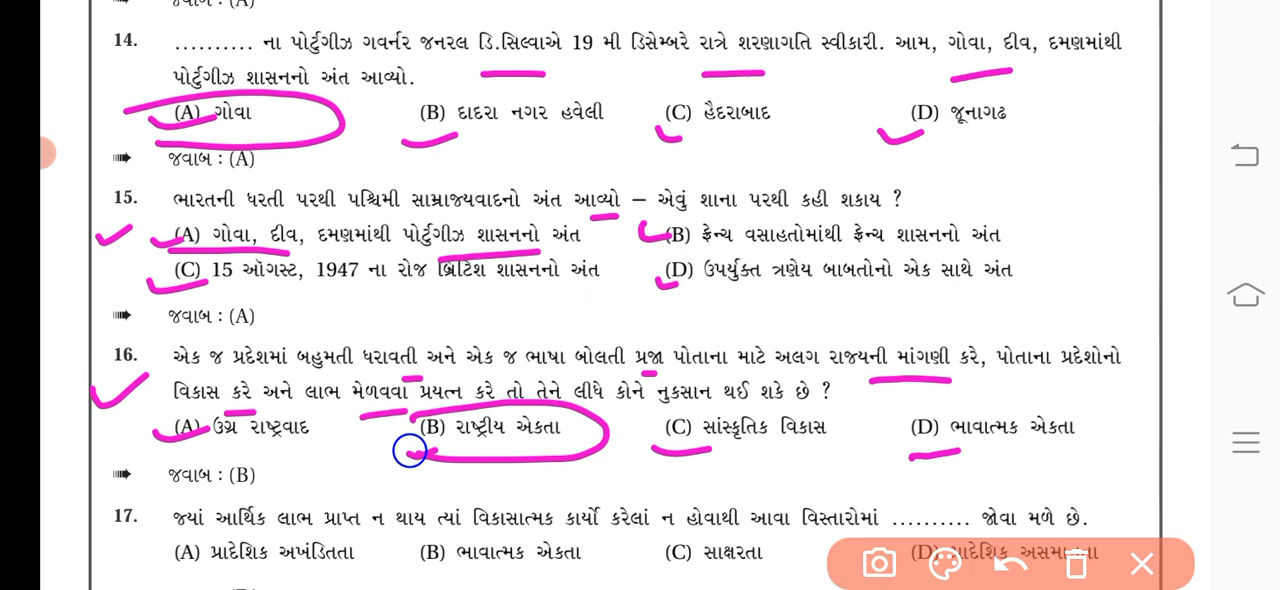 જવાબ : (A)
14. .......... ના પોર્ટુગીઝ ગવર્નર જનરલ ડિ.સિલ્વાએ 19 મી ડિસેમ્બરે રાત્રે શરણાગતિ સ્વીકારી. આમ, ગોવા, દીવ, દમણમાંથી
પોર્ટુગીઝ શાસનનો અંત આવ્યો.
(A) ગોવા (B) દાદરા નગર હવેલી (C) હૈદરાબાદ (D) જૂનાગઢ
જવાબ : (A)
15. ભારતની ધરતી પરથી પશ્ચિમી સામ્રાજ્યવાદનો અંત આવ્યો – એવું શાના પરથી કહી શકાય ?
(A) ગોવા, દીવ, દમણમાંથી પોર્ટુગીઝ શાસનનો અંત (B) ફ્રેન્ચ વસાહતોમાંથી ફ્રેન્ચ શાસનનો અંત
(C) 15 ઑગસ્ટ, 1947 ના રોજ બ્રિટિશ શાસનનો અંત (D) ઉપર્યુક્ત ત્રણેય બાબતોનો એક સાથે અંત
જવાબ : (A)
16. એક જ પ્રદેશમાં બહુમતી ધરાવતી અને એક જ ભાષા બોલતી પ્રજા પોતાના માટે અલગ રાજ્યની માંગણી કરે, પોતાના પ્રદેશોનો
વિકાસ કરે અને લાભ મેળવવા પ્રયત્ન કરે તો તેને લીધે કોને નુકસાન થઈ શકે છે ?
(A) ઉગ્ર રાષ્ટ્રવાદ (B) રાષ્ટ્રીય એકતા (C) સાંસ્કૃતિક વિકાસ (D) ભાવાત્મક એકતા
જવાબ : (B)
17. જ્યાં આર્થિક લાભ પ્રાપ્ત ન થાય ત્યાં વિકાસાત્મક કાર્યો કરેલાં ન હોવાથી આવા વિસ્તારોમાં .......... જોવા મળે છે.
(A) પ્રાદેશિક અખંડિતતા (B) ભાવાત્મક એકતા (C) સાક્ષરતા (D)